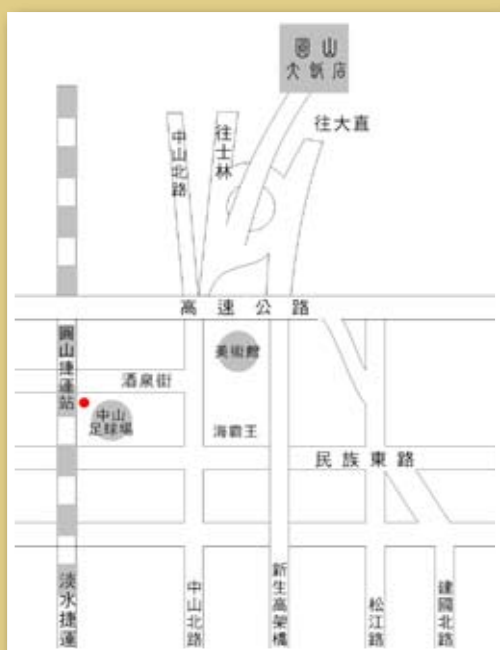 圓山
大飯店
往大直
往士林
中山北路
高速公路
美術館
圓山捷運站
酒泉街
中山
足球場
海霸王
民族東路
淡水捷運
中山北路
新生高架橋
松江路
建國北路